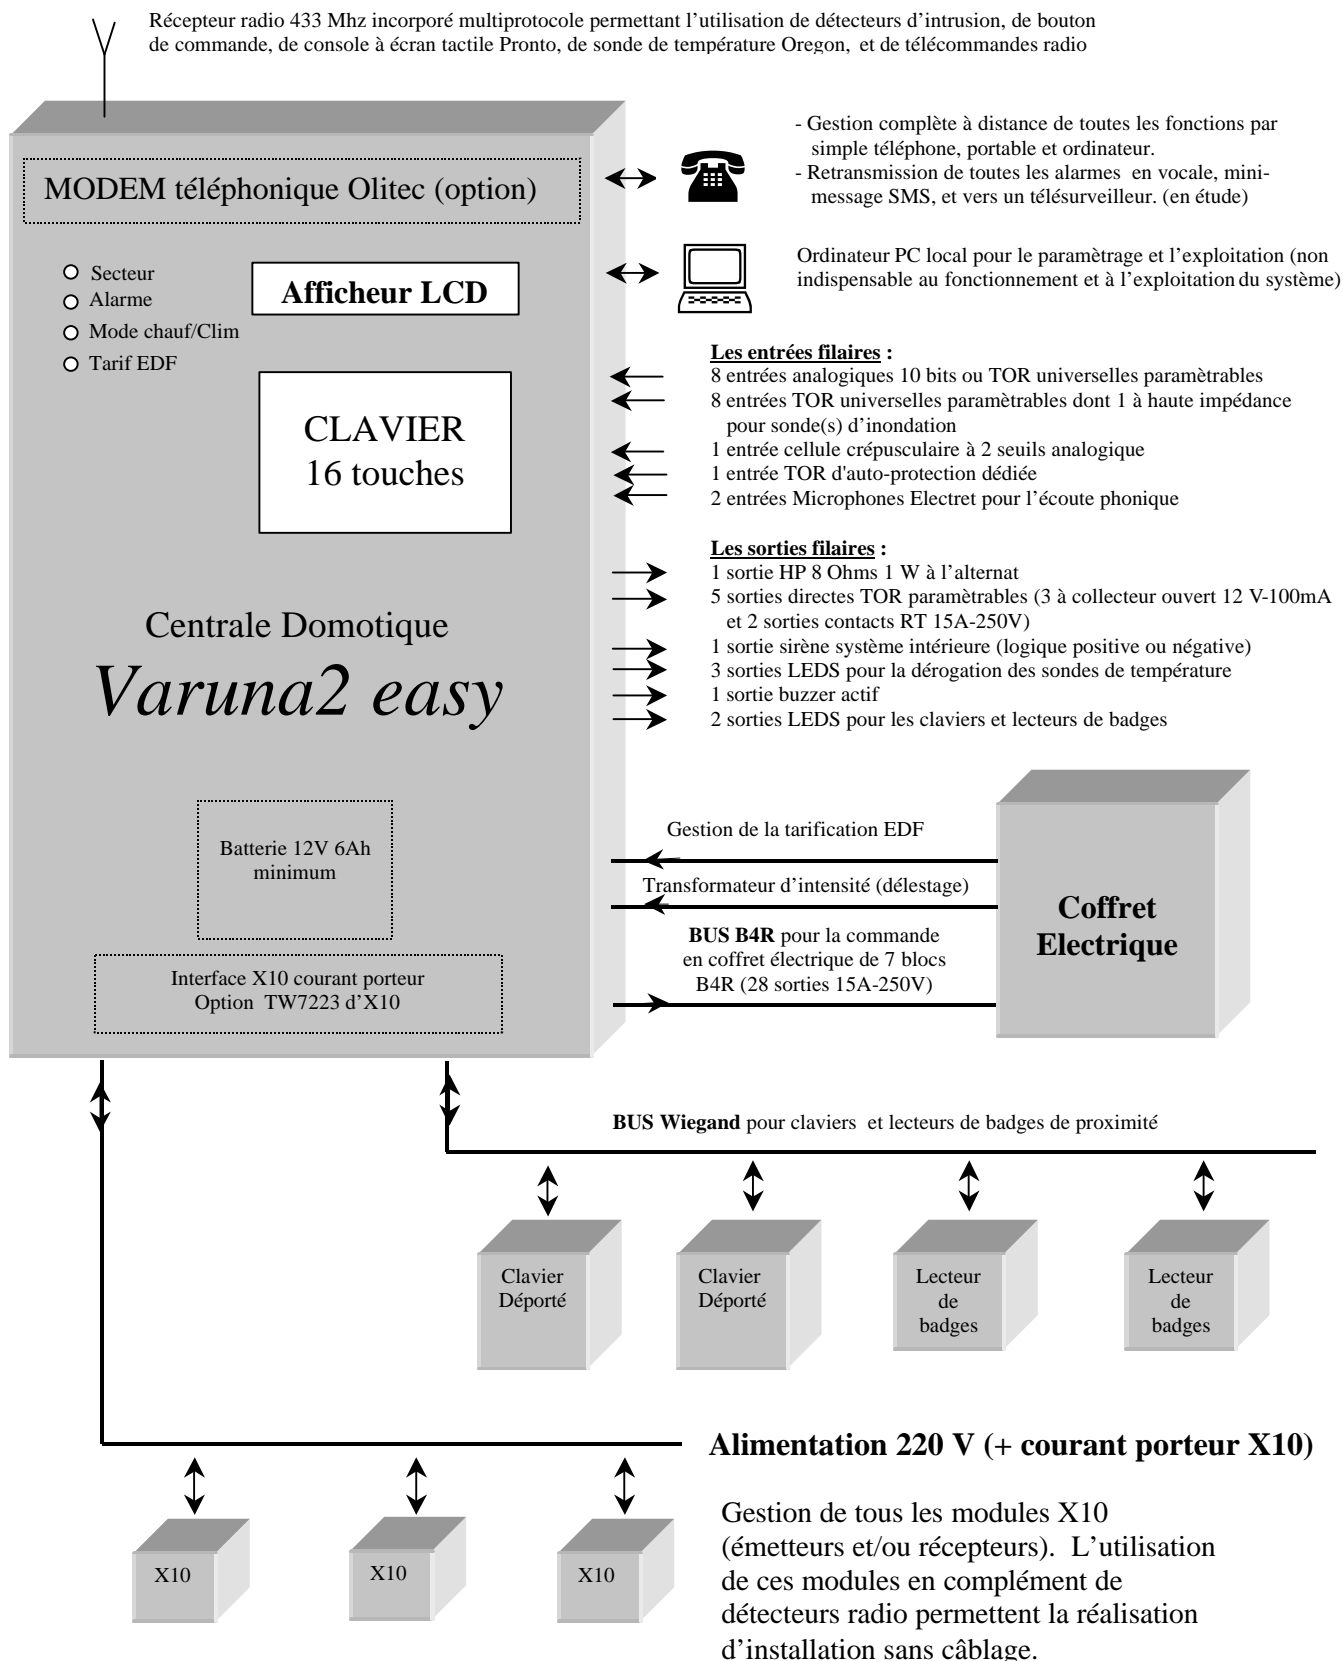 Récepteur radio 433 Mhz incorporé multiprotocole permettant l’utilisation de détecteurs d’intrusion, de bouton
de commande, de console à écran tactile Pronto, de sonde de température Oregon, et de télécommandes radio
- Gestion complète à distance de toutes les fonctions par
simple téléphone, portable et ordinateur.
- Retransmission de toutes les alarmes en vocale, mini-
message SMS, et vers un télésurveilleur. (en étude)
MODEM téléphonique Olitec (option)
Ordinateur PC local pour le paramètrage et l’exploitation (non
indispensable au fonctionnement et à l’exploitation du système)
Secteur
Alarme
Mode chauf/Clim
Tarif EDF
Afficheur LCD
CLAVIER
16 touches
Les entrées filaires :
8 entrées analogiques 10 bits ou TOR universelles paramètrables
8 entrées TOR universelles paramètrables dont 1 à haute impédance
pour sonde(s) d’inondation
1 entrée cellule crépusculaire à 2 seuils analogique
1 entrée TOR d'auto-protection dédiée
2 entrées Microphones Electret pour l’écoute phonique
Les sorties filaires :
1 sortie HP 8 Ohms 1 W à l’alternat
5 sorties directes TOR paramètrables (3 à collecteur ouvert 12 V-100mA
et 2 sorties contacts RT 15A-250V)
1 sortie sirène système intérieure (logique positive ou négative)
3 sorties LEDS pour la dérogation des sondes de température
1 sortie buzzer actif
2 sorties LEDS pour les claviers et lecteurs de badges
Centrale Domotique
Varuna2 easy
Batterie 12V 6Ah
minimum
Interface X10 courant porteur
Option TW7223 d’X10
Gestion de la tarification EDF
Transformateur d’intensité (délestage)
BUS B4R pour la commande
en coffret électrique de 7 blocs
B4R (28 sorties 15A-250V)
Coffret
Electrique
BUS Wiegand pour claviers et lecteurs de badges de proximité
Clavier
Déporté
Clavier
Déporté
Lecteur
de
badges
Lecteur
de
badges
Alimentation 220 V (+ courant porteur X10)
X10
X10
X10
Gestion de tous les modules X10
(émetteurs et/ou récepteurs). L’utilisation
de ces modules en complément de
détecteurs radio permettent la réalisation
d’installation sans câblage.